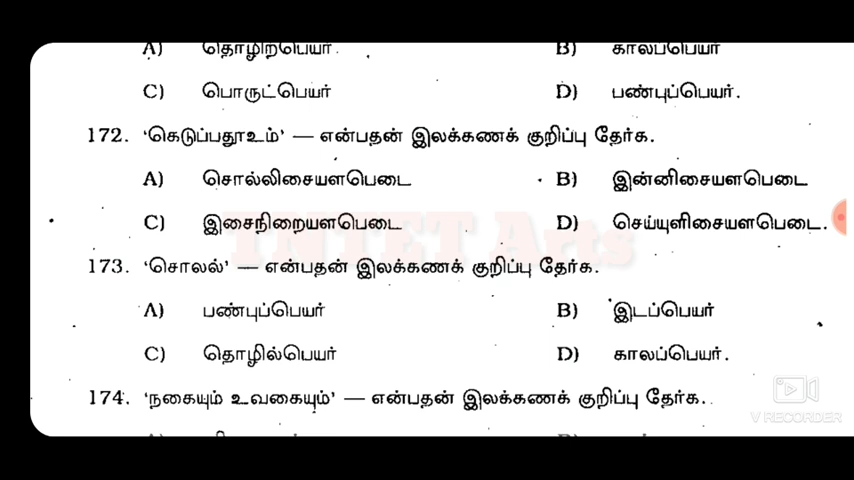 A) தொழிற்பெயர் B) காலப்பெயர்
C) பொருட்பெயர் D) பண்புப்பெயர்.
172. ‘கெடுப்பதூஉம்’ — என்பதன் இலக்கணக் குறிப்பு தேர்க.
A) சொல்லிசையளபெடை B) இன்னிசையளபெடை
C) இசைநிறையளபெடை D) செய்யுளிசையளபெடை.
TNTET Arts
173. ‘சொலல்’ — என்பதன் இலக்கணக் குறிப்பு தேர்க.
A) பண்புப்பெயர் B) இடப்பெயர்
C) தொழில்பெயர் D) காலப்பெயர்.
174. ‘நகையும் உவகையும்’ — என்பதன் இலக்கணக் குறிப்பு தேர்க.
V RECORDER